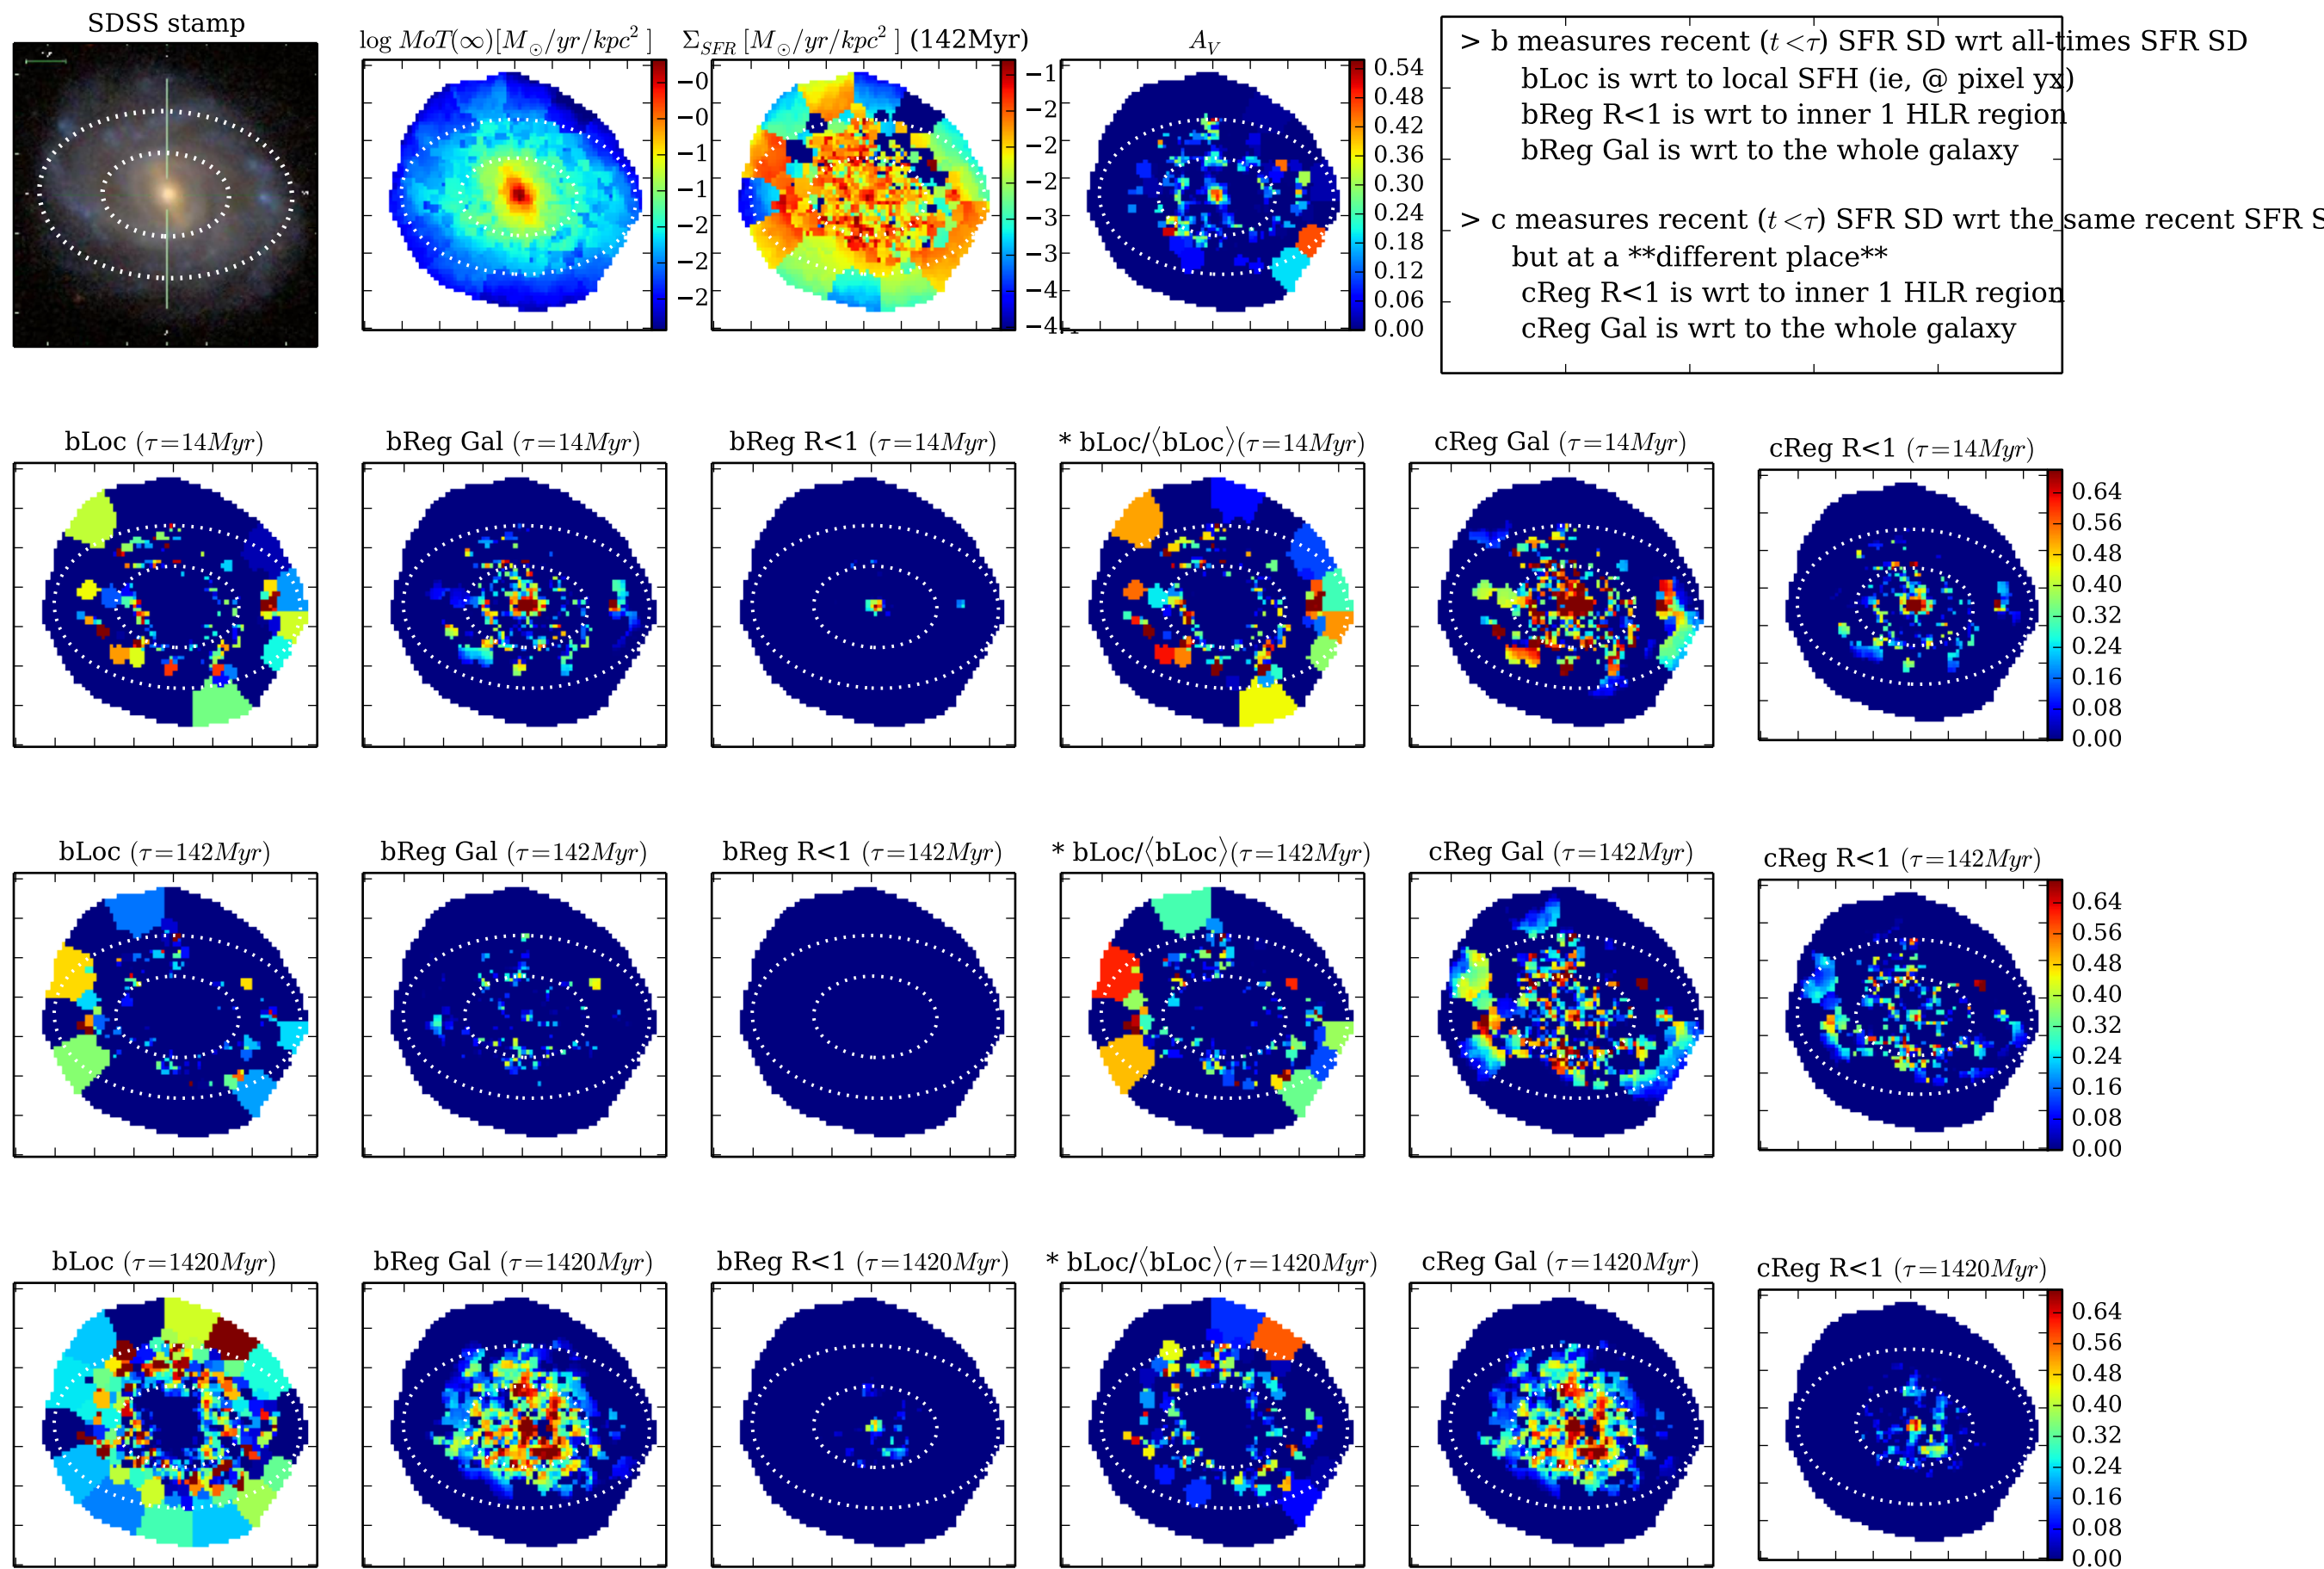 SDSS stamp
log MoT(∞)[M⊙/yr/kpc²]
Σ_SFR [M⊙/yr/kpc²] (142Myr)
A_V
−0
−0
−1
−1
−2
−2
−1
−2
−2
−2
−3
−3
−4
0.54
0.48
0.42
0.36
0.30
0.24
0.18
0.12
0.06
0.00
> b measures recent (t<τ) SFR SD wrt all-times SFR SD
bLoc is wrt to local SFH (ie, @ pixel yx)
bReg R<1 is wrt to inner 1 HLR region
bReg Gal is wrt to the whole galaxy
> c measures recent (t<τ) SFR SD wrt the same recent SFR S
but at a **different place**
cReg R<1 is wrt to inner 1 HLR region
cReg Gal is wrt to the whole galaxy
bLoc (τ=14Myr)
bReg Gal (τ=14Myr)
bReg R<1 (τ=14Myr)
* bLoc/⟨bLoc⟩(τ=14Myr)
cReg Gal (τ=14Myr)
cReg R<1 (τ=14Myr)
0.64
0.56
0.48
0.40
0.32
0.24
0.16
0.08
0.00
bLoc (τ=142Myr)
bReg Gal (τ=142Myr)
bReg R<1 (τ=142Myr)
* bLoc/⟨bLoc⟩(τ=142Myr)
cReg Gal (τ=142Myr)
cReg R<1 (τ=142Myr)
0.64
0.56
0.48
0.40
0.32
0.24
0.16
0.08
0.00
bLoc (τ=1420Myr)
bReg Gal (τ=1420Myr)
bReg R<1 (τ=1420Myr)
* bLoc/⟨bLoc⟩(τ=1420Myr)
cReg Gal (τ=1420Myr)
cReg R<1 (τ=1420Myr)
0.64
0.56
0.48
0.40
0.32
0.24
0.16
0.08
0.00